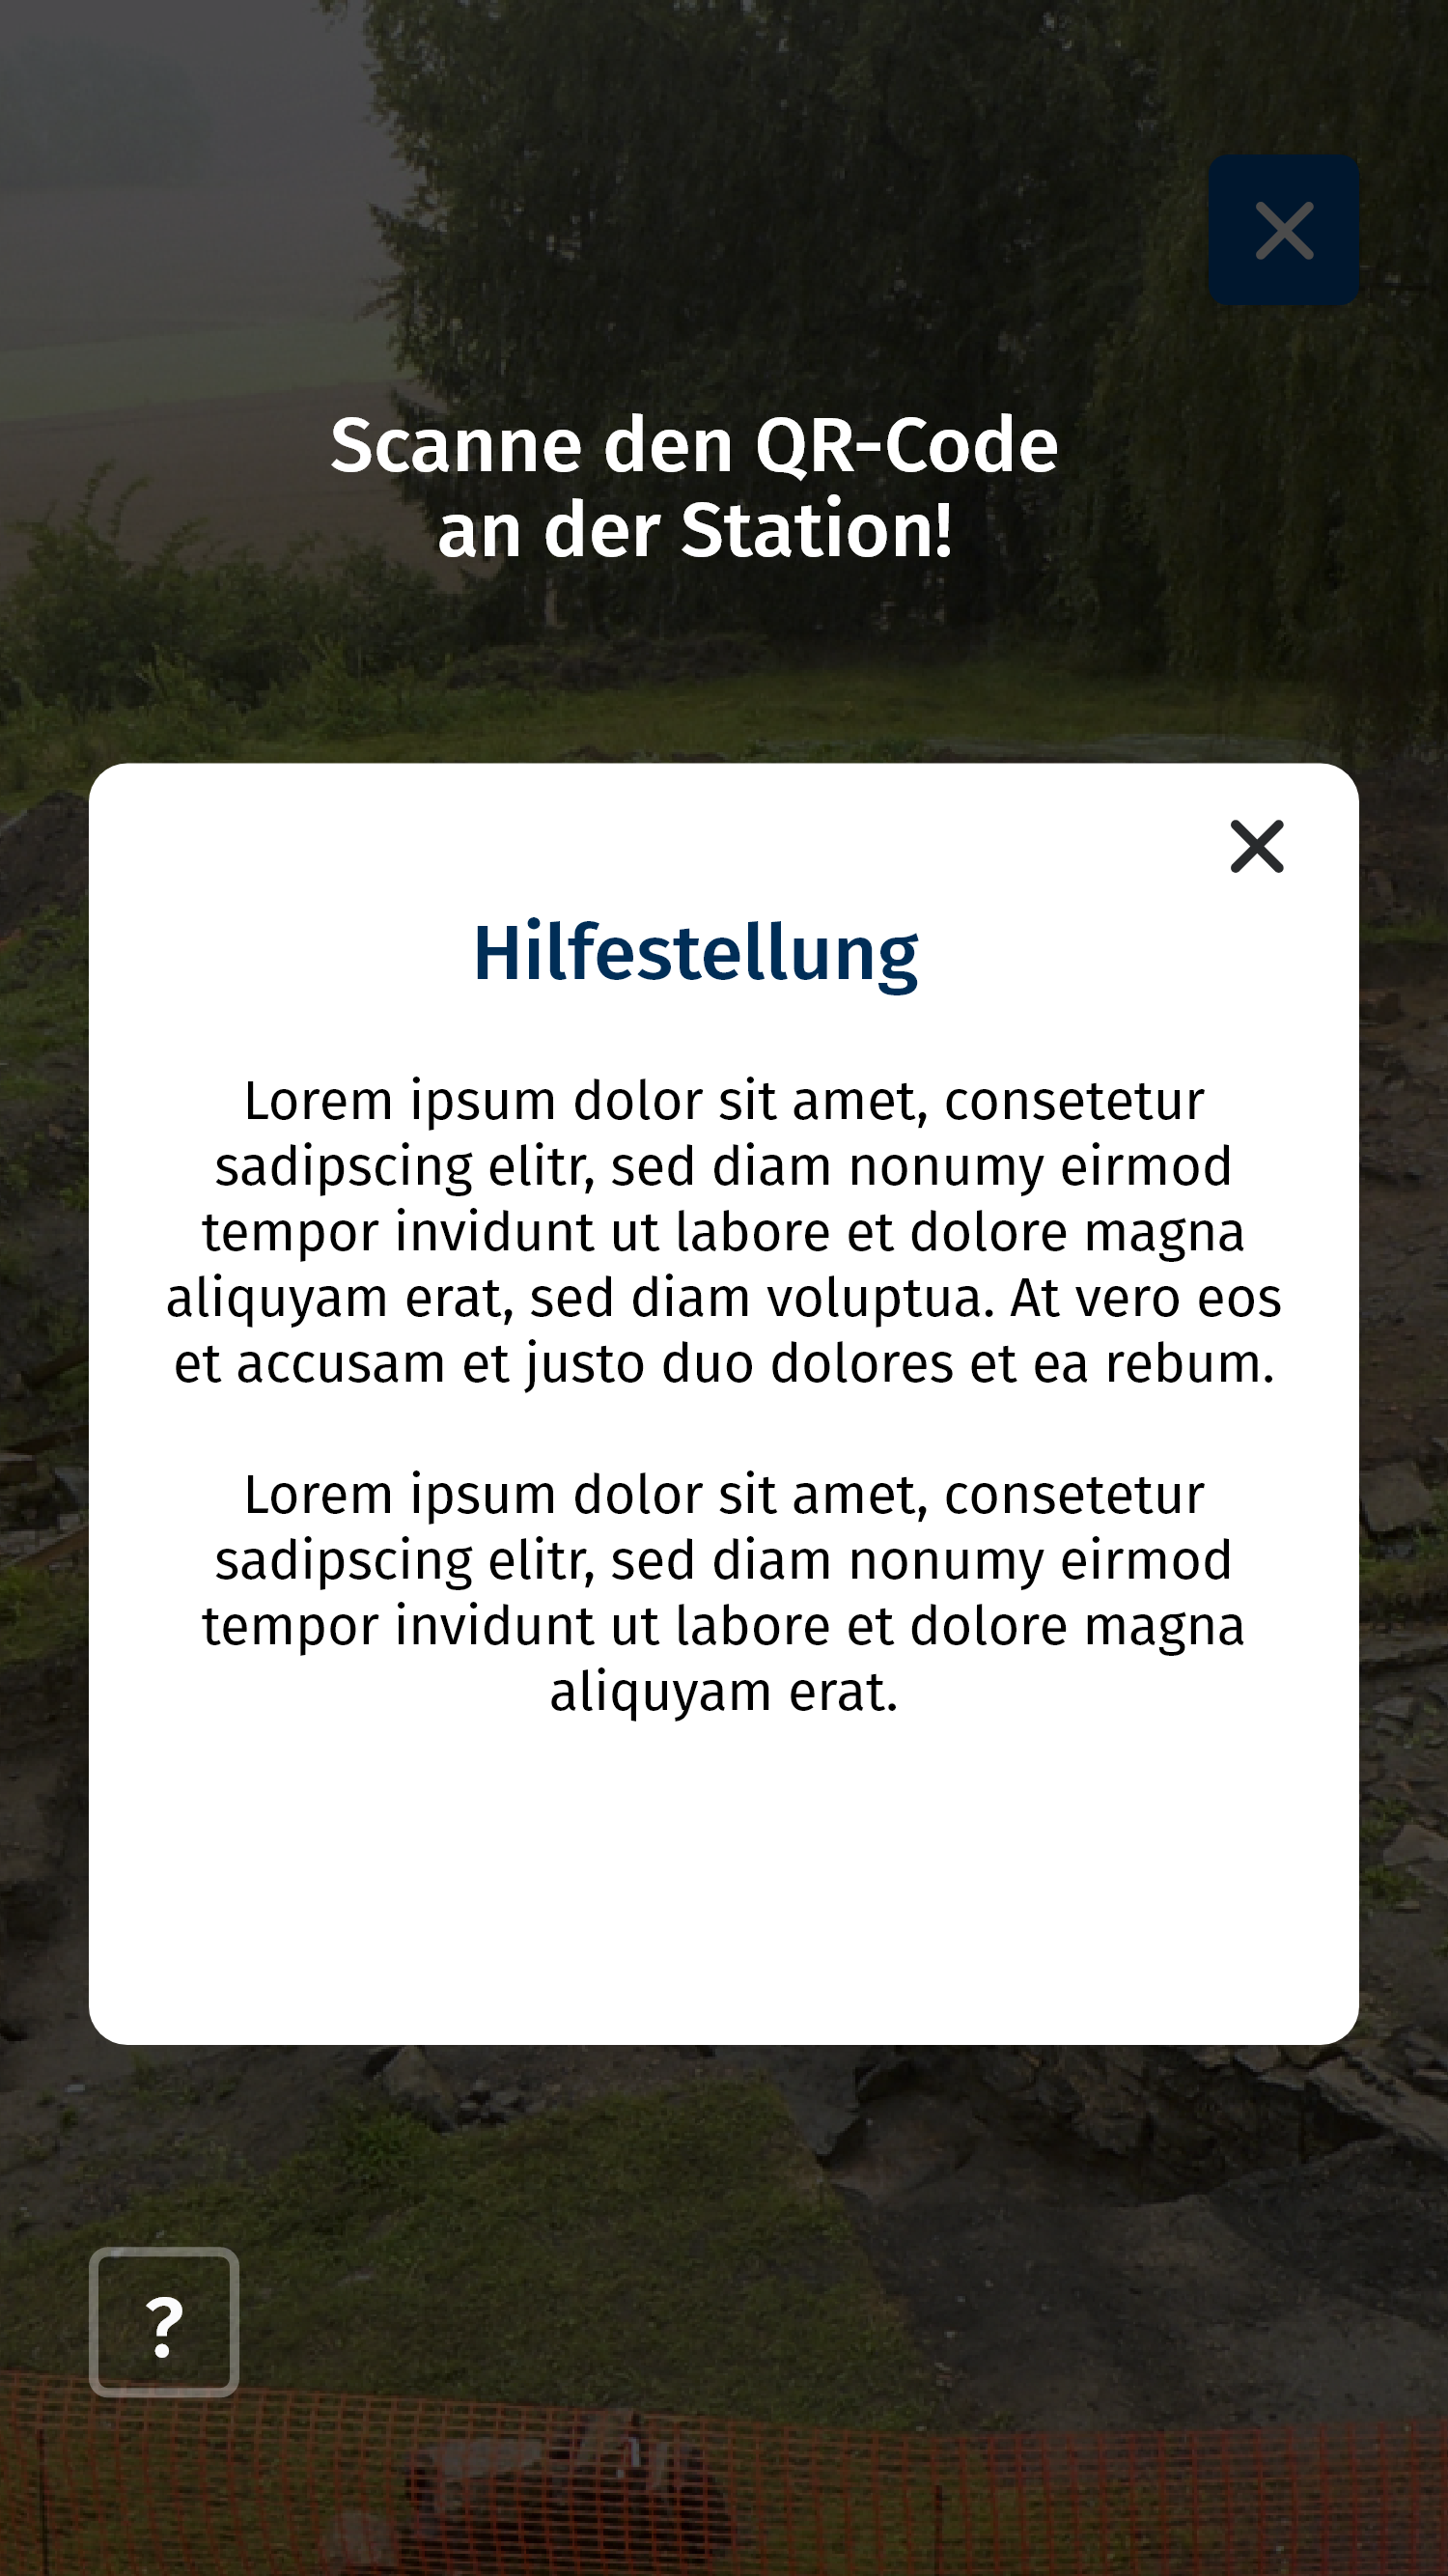 Scanne den QR-Code
an der Station!
Hilfestellung
Lorem ipsum dolor sit amet, consetetur
sadipscing elitr, sed diam nonumy eirmod
tempor invidunt ut labore et dolore magna
aliquyam erat, sed diam voluptua. At vero eos
et accusam et justo duo dolores et ea rebum.
Lorem ipsum dolor sit amet, consetetur
sadipscing elitr, sed diam nonumy eirmod
tempor invidunt ut labore et dolore magna
aliquyam erat.
?